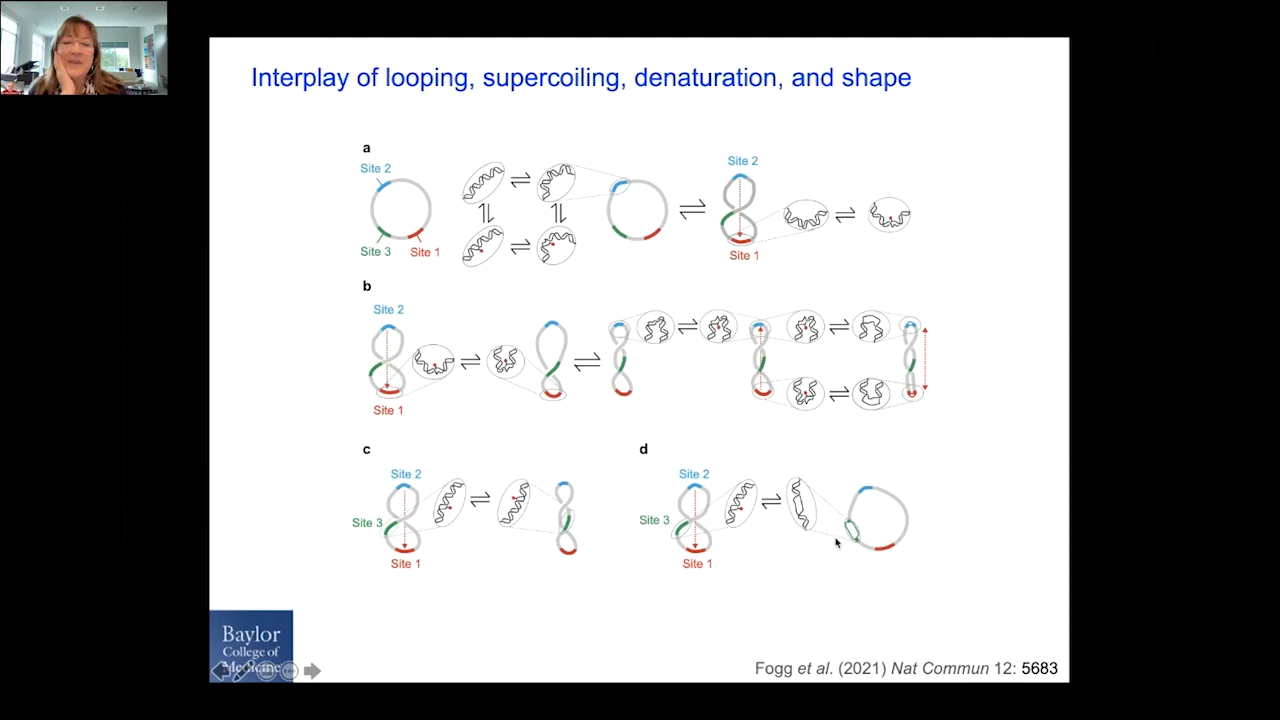 Interplay of looping, supercoiling, denaturation, and shape
a
Site 2
Site 3
Site 1
Site 2
Site 1
b
Site 2
Site 1
c
Site 2
Site 3
Site 1
d
Site 2
Site 3
Site 1
Baylor
College of
Medicine
Fogg et al. (2021) Nat Commun 12: 5683